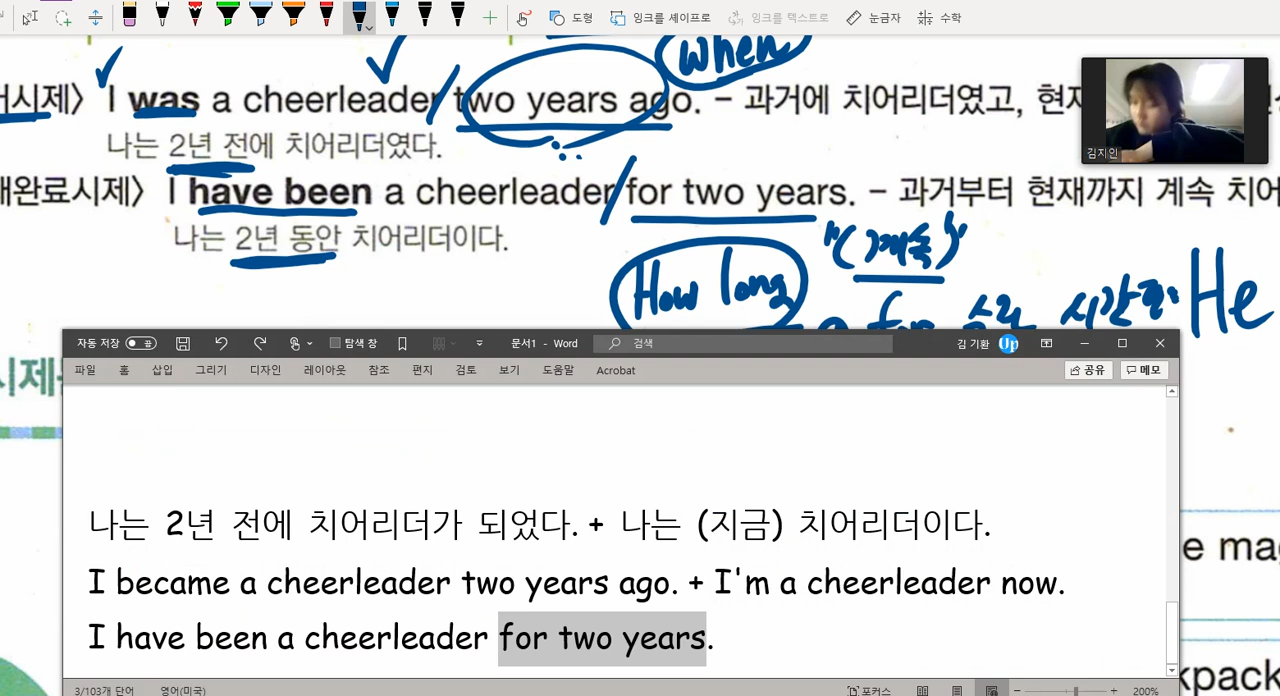 도형 잉크를 셰이프로 잉크를 텍스트로 눈금자 수학
when
시제〉 I was a cheerleader two years ago. – 과거에 치어리더였고, 현재
나는 2년 전에 치어리더였다.
김지인
재완료시제〉 I have been a cheerleader for two years. – 과거부터 현재까지 계속 치어
나는 2년 동안 치어리더이다.
"(계속)"
How long
for 숫자 시간표
He
시제
자동 저장 끔 탐색 창 문서1 - Word 검색 김 기환 Up
파일 홈 삽입 그리기 디자인 레이아웃 참조 편지 검토 보기 도움말 Acrobat 공유 메모
나는 2년 전에 치어리더가 되었다. + 나는 (지금) 치어리더이다.
I became a cheerleader two years ago. + I'm a cheerleader now.
e mag
I have been a cheerleader for two years.
kpack
3/103개 단어 영어(미국) 포커스 200%